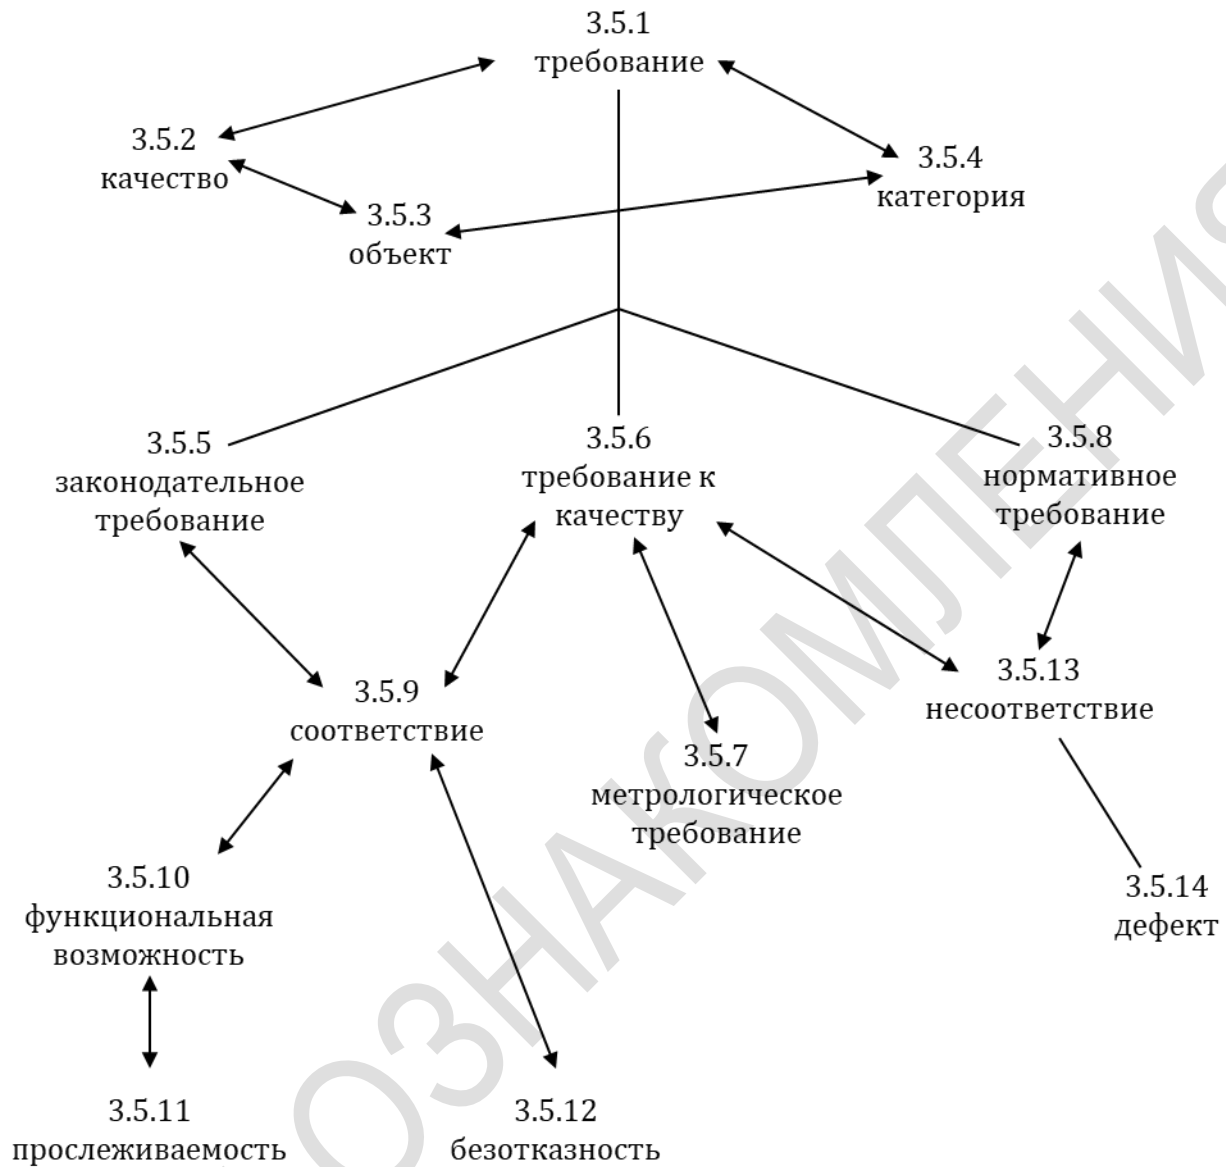 3.5.1
требование
3.5.2
качество
3.5.4
категория
3.5.3
объект
3.5.5
законодательное
требование
3.5.6
требование к
качеству
3.5.8
нормативное
требование
3.5.9
соответствие
3.5.7
метрологическое
требование
3.5.13
несоответствие
3.5.10
функциональная
возможность
3.5.14
дефект
3.5.11
прослеживаемость
3.5.12
безотказность
ОЗНАКОМЛЕНИЯ